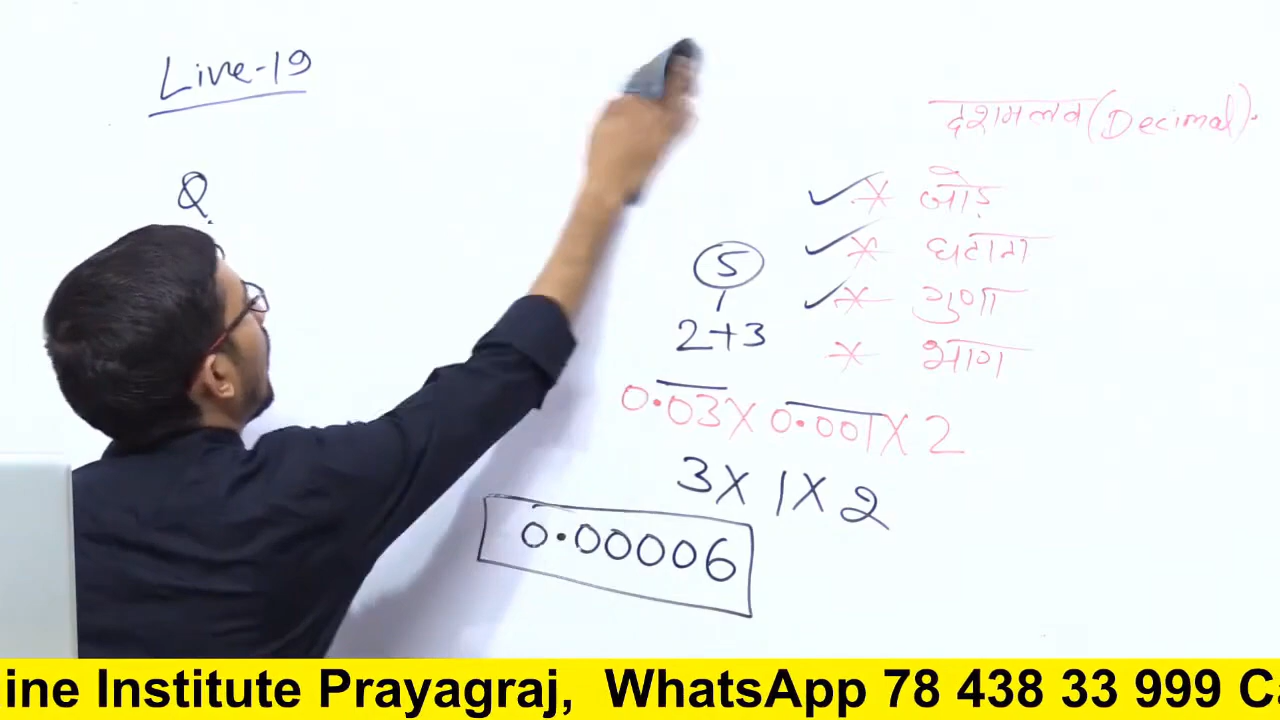 Live-19
Q.
दशमलव (Decimal).
* जोड़
* घटाना
* गुणा
* भाग
5
2+3
0.03 X 0.001 X 2
3 X 1 X 2
0.00006
ine Institute Prayagraj, WhatsApp 78 438 33 999 C